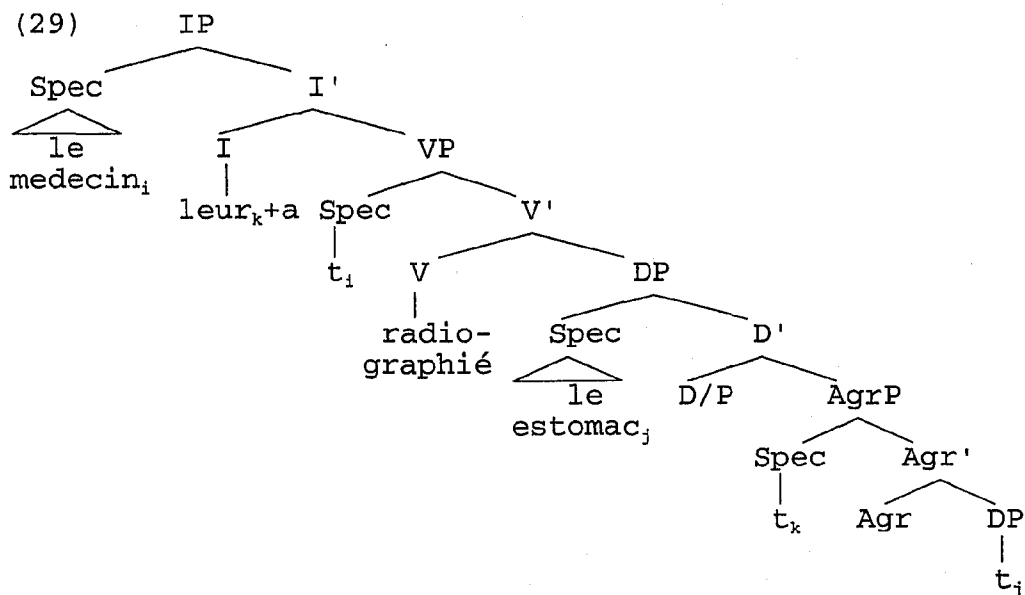 (29) IP
Spec I'
le
medecinᵢ
I VP
leurₖ+a Spec V'
tᵢ V DP
radio-
graphié
Spec D'
le
estomacⱼ
D/P AgrP
Spec Agr'
tₖ Agr DP
tⱼ